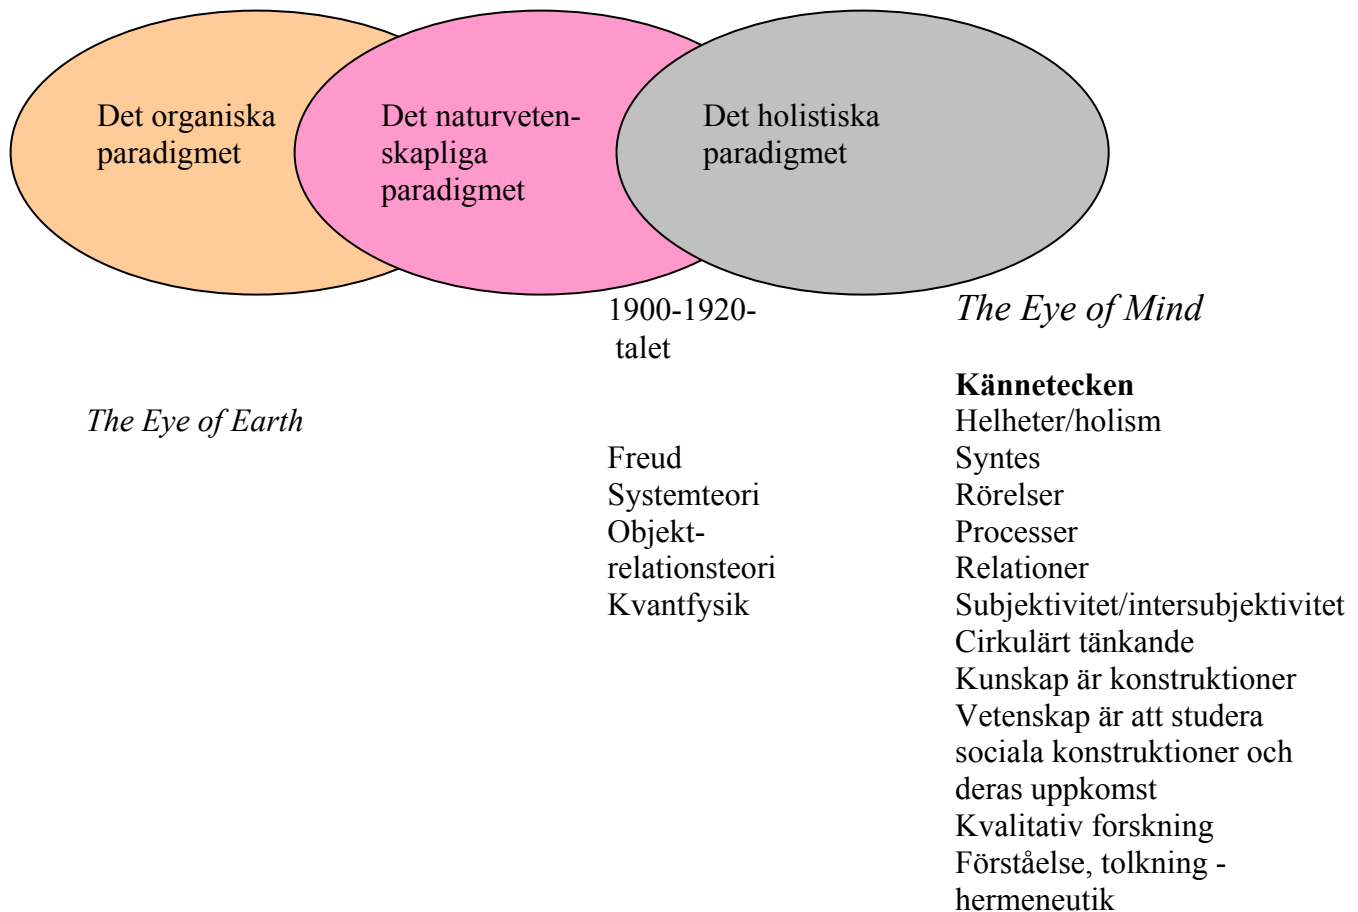 Det organiska
paradigmet
Det naturveten-
skapliga
paradigmet
Det holistiska
paradigmet
The Eye of Earth
1900-1920-
talet
Freud
Systemteori
Objekt-
relationsteori
Kvantfysik
The Eye of Mind
Kännetecken
Helheter/holism
Syntes
Rörelser
Processer
Relationer
Subjektivitet/intersubjektivitet
Cirkulärt tänkande
Kunskap är konstruktioner
Vetenskap är att studera
sociala konstruktioner och
deras uppkomst
Kvalitativ forskning
Förståelse, tolkning -
hermeneutik